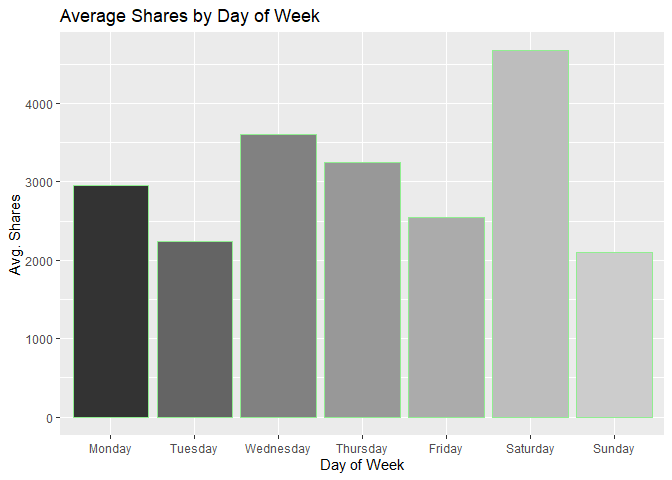 Average Shares by Day of Week
Avg. Shares
4000
3000
2000
1000
0
Monday Tuesday Wednesday Thursday Friday Saturday Sunday
Day of Week